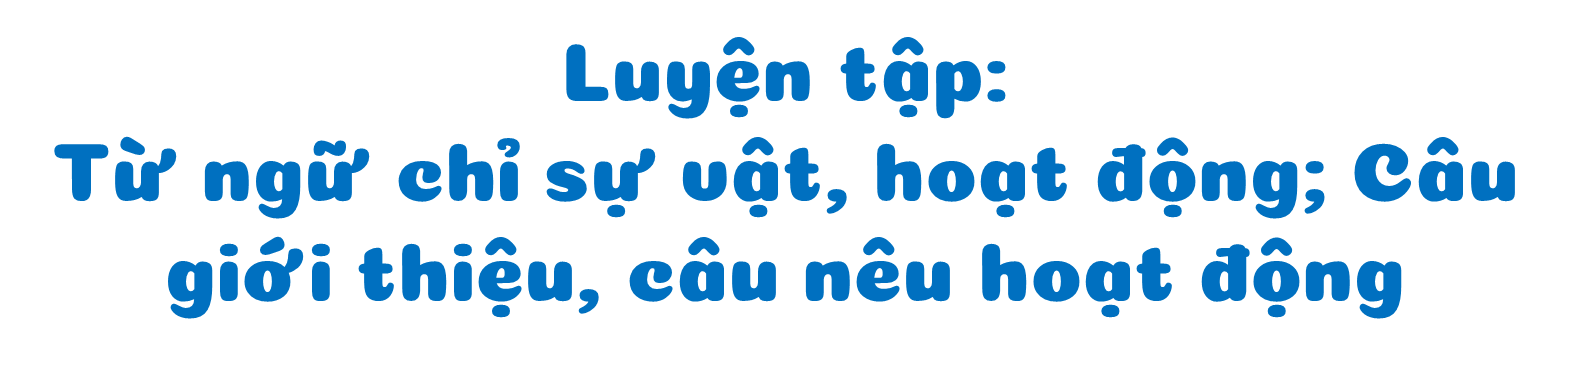 Luyện tập:
Từ ngữ chỉ sự vật, hoạt động; Câu
giới thiệu, câu nêu hoạt động